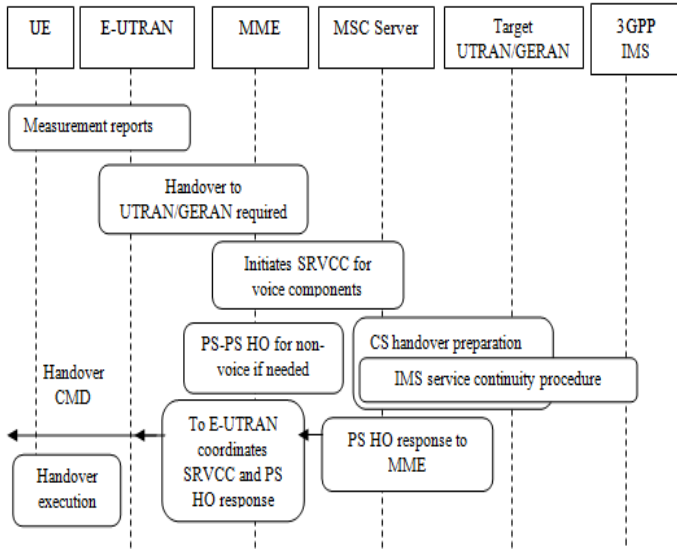 UE
E-UTRAN
MME
MSC Server
Target
UTRAN/GERAN
3GPP
IMS
Measurement reports
Handover to
UTRAN/GERAN required
Initiates SRVCC for
voice components
PS-PS HO for non-
voice if needed
CS handover preparation
IMS service continuity procedure
Handover
CMD
To E-UTRAN
coordinates
SRVCC and PS
HO response
PS HO response to
MME
Handover
execution